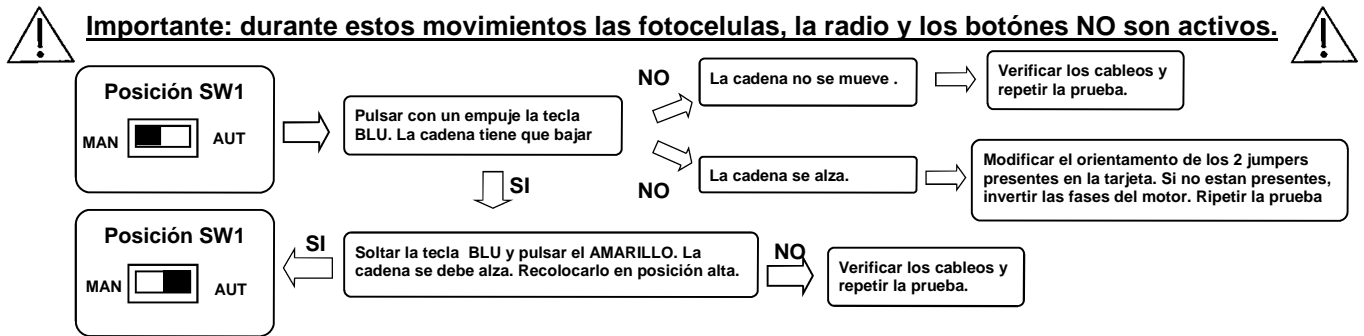 Importante: durante estos movimientos las fotocelulas, la radio y los botónes NO son activos.
Posición SW1
MAN
AUT
Pulsar con un empuje la tecla
BLU. La cadena tiene que bajar
NO
La cadena no se mueve .
Verificar los cableos y
repetir la prueba.
NO
La cadena se alza.
Modificar el orientamento de los 2 jumpers
presentes en la tarjeta. Si no estan presentes,
invertir las fases del motor. Ripetir la prueba
SI
Posición SW1
MAN
AUT
SI
Soltar la tecla BLU y pulsar el AMARILLO. La
cadena se debe alza. Recolocarlo en posición alta.
NO
Verificar los cableos y
repetir la prueba.